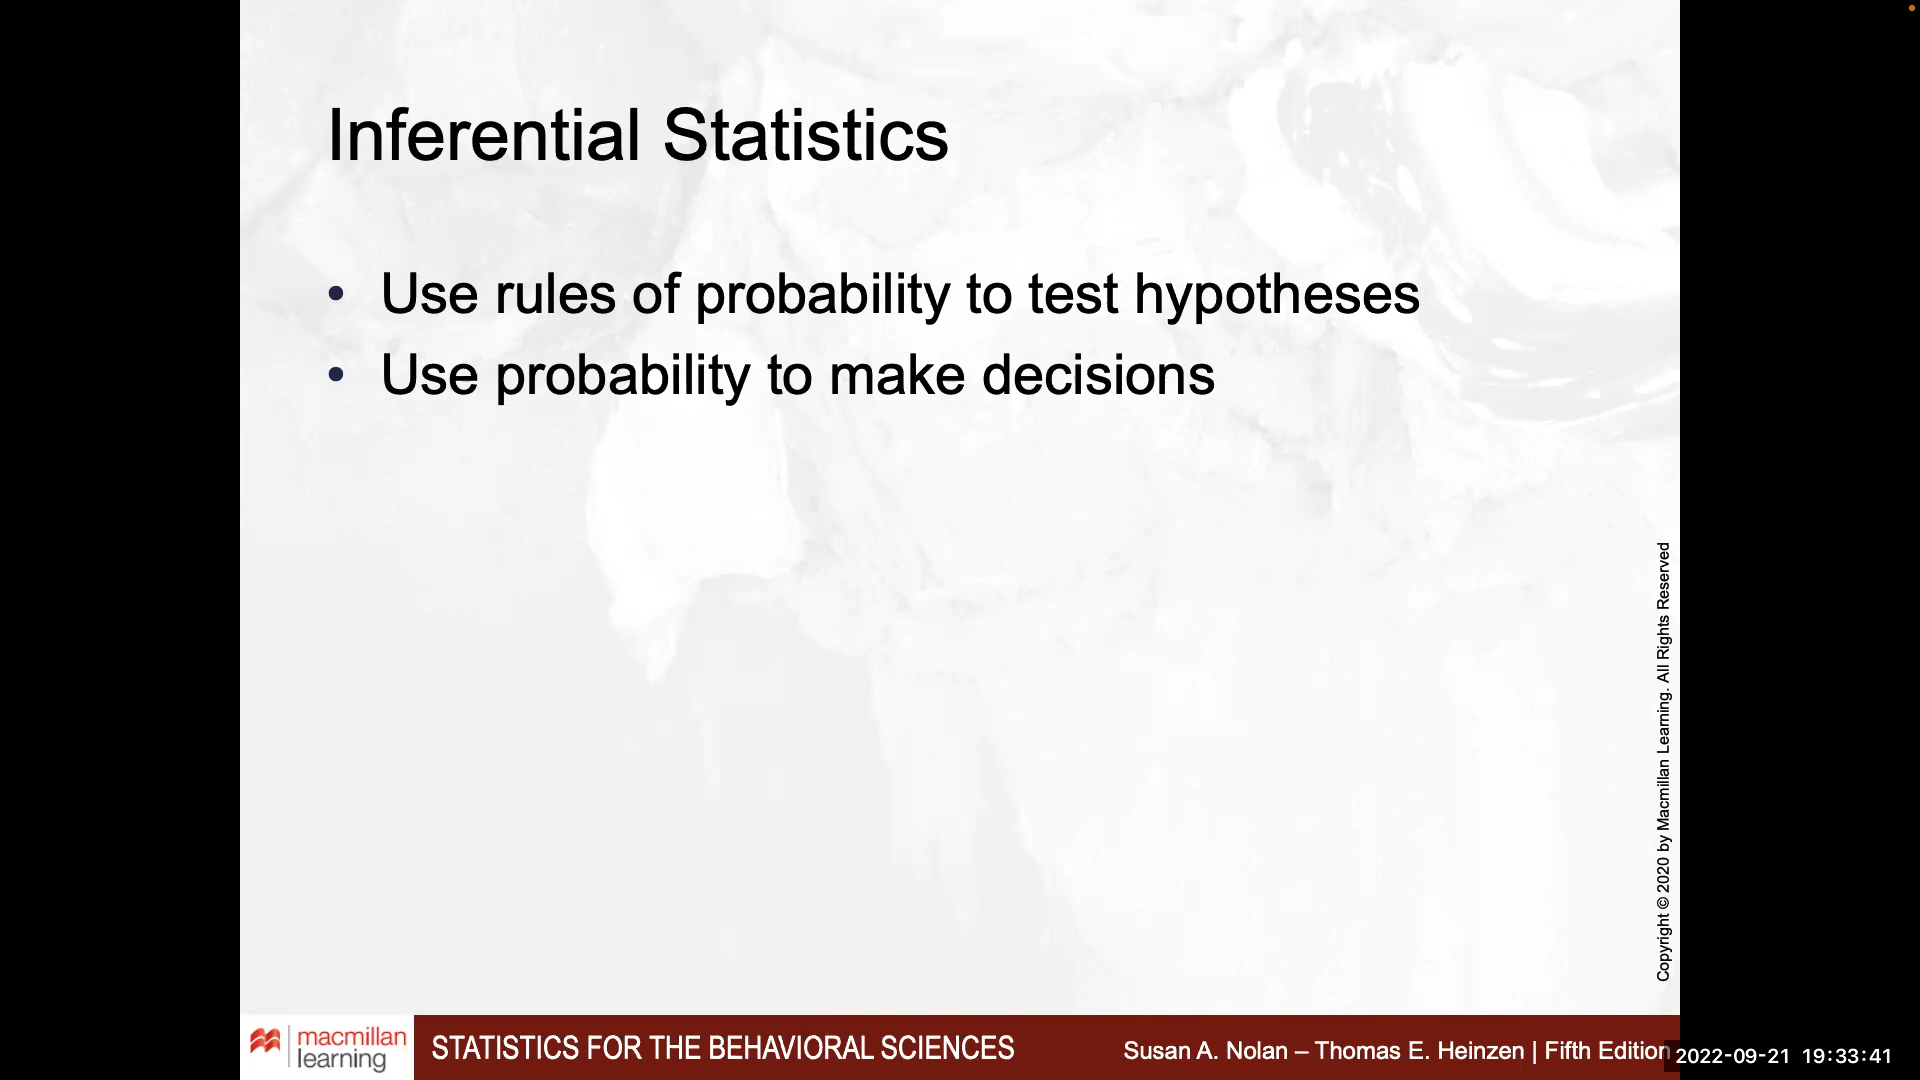 Inferential Statistics
• Use rules of probability to test hypotheses
• Use probability to make decisions
Copyright © 2020 by Macmillan Learning. All Rights Reserved
macmillan
learning
STATISTICS FOR THE BEHAVIORAL SCIENCES
Susan A. Nolan – Thomas E. Heinzen | Fifth Edition
2022-09-21 19:33:41